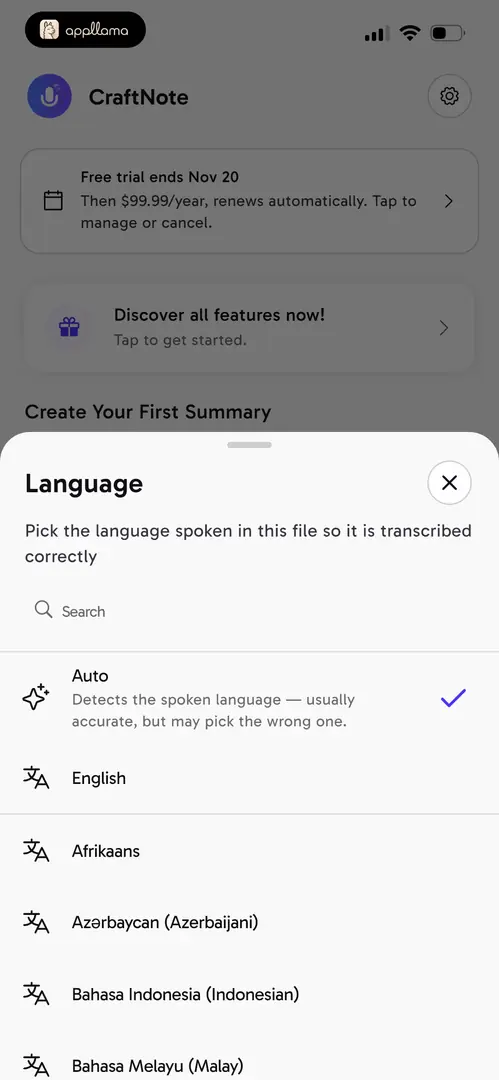 appllama
CraftNote
Free trial ends Nov 20
Then $99.99/year, renews automatically. Tap to
manage or cancel.
Discover all features now!
Tap to get started.
Create Your First Summary
Language
Pick the language spoken in this file so it is transcribed
correctly
Search
Auto
Detects the spoken language — usually
accurate, but may pick the wrong one.
English
Afrikaans
Azərbaycan (Azerbaijani)
Bahasa Indonesia (Indonesian)
Bahasa Melayu (Malay)